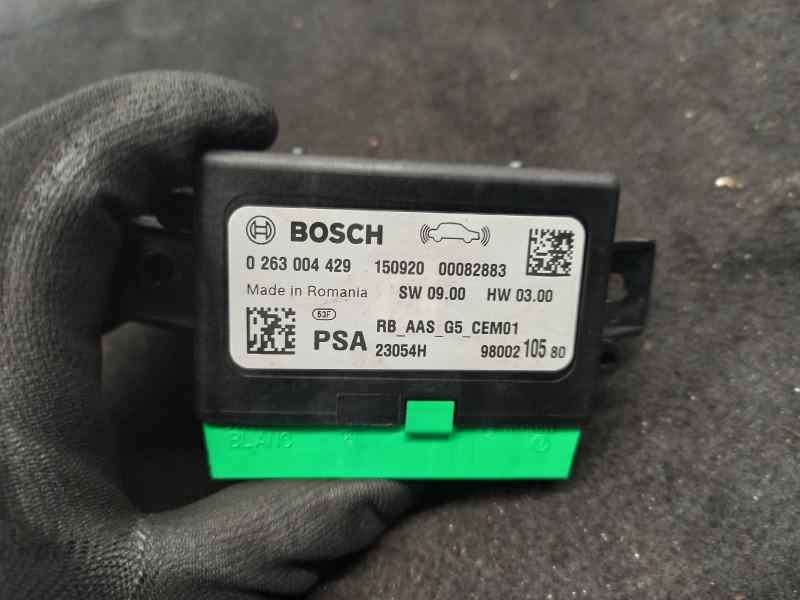 BOSCH
0 263 004 429 150920 00082883
Made in Romania SW 09.00 HW 03.00
53F
PSA RB_AAS_G5_CEM01
23054H 98002 105 8D
BLANC